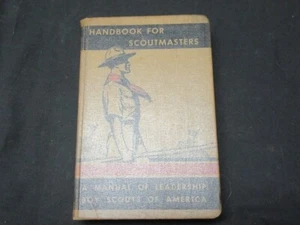 HANDBOOK FOR
SCOUTMASTERS
A MANUAL OF LEADERSHIP
BOY SCOUTS OF AMERICA